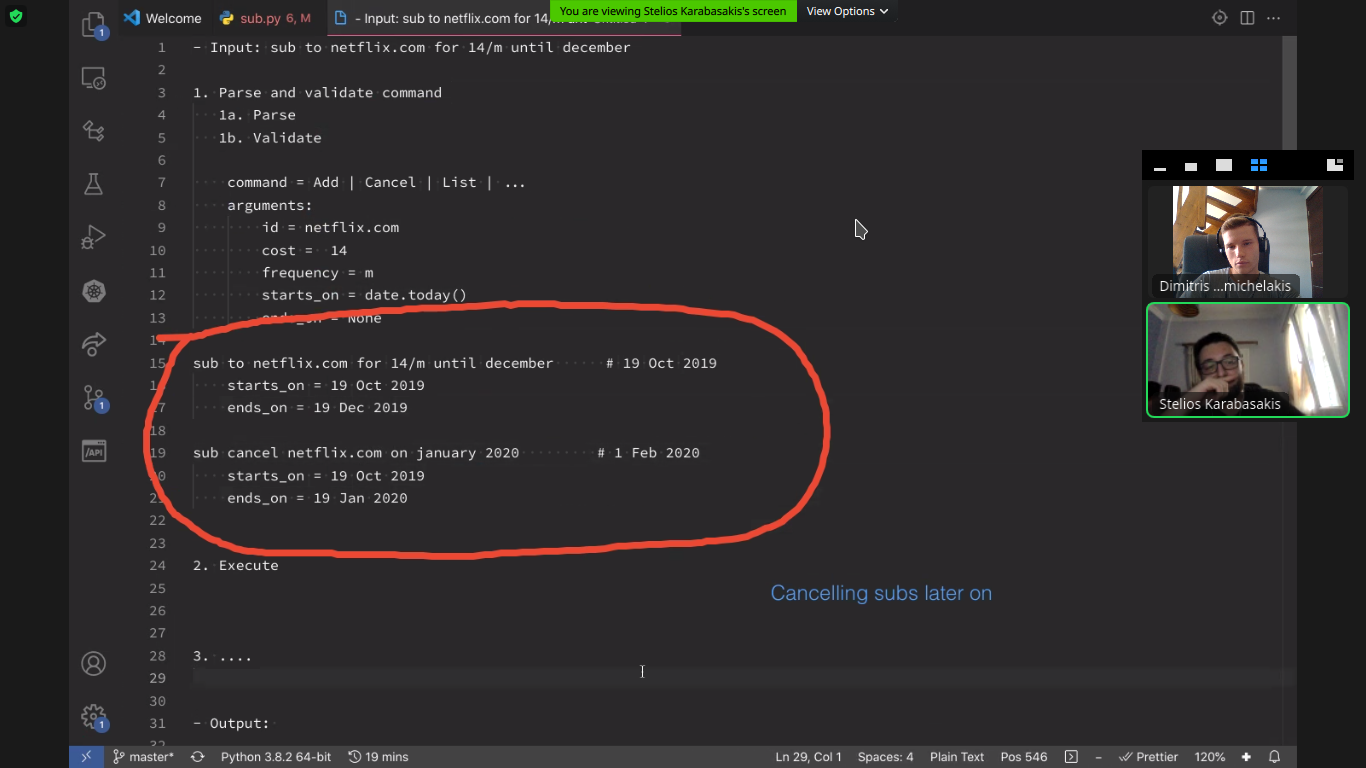 You are viewing Stelios Karabasakis's screen
View Options
Welcome
sub.py 6, M
- Input: sub to netflix.com for 14/m
1
1
- Input: sub to netflix.com for 14/m until december
2
3
1. Parse and validate command
4
1a. Parse
5
1b. Validate
6
7
command = Add | Cancel | List | ...
8
arguments:
9
id = netflix.com
10
cost = 14
11
frequency = m
12
starts_on = date.today()
13
ends_on = None
14
15
sub to netflix.com for 14/m until december # 19 Oct 2019
starts_on = 19 Oct 2019
ends_on = 19 Dec 2019
18
19
sub cancel netflix.com on january 2020 # 1 Feb 2020
starts_on = 19 Oct 2019
ends_on = 19 Jan 2020
22
23
24
2. Execute
25
Cancelling subs later on
26
27
28
3. ....
29
30
31
- Output:
32
Dimitris ...michelakis
Stelios Karabasakis
/API
1
1
master*
Python 3.8.2 64-bit
19 mins
Ln 29, Col 1
Spaces: 4
Plain Text
Pos 546
Prettier
120%